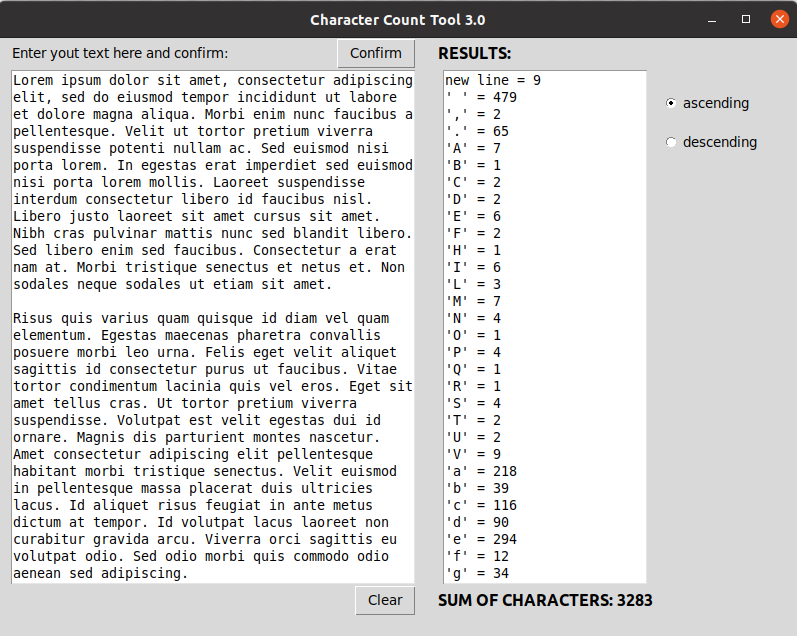 Character Count Tool 3.0
Enter yout text here and confirm:
Confirm
Lorem ipsum dolor sit amet, consectetur adipiscing
elit, sed do eiusmod tempor incididunt ut labore
et dolore magna aliqua. Morbi enim nunc faucibus a
pellentesque. Velit ut tortor pretium viverra
suspendisse potenti nullam ac. Sed euismod nisi
porta lorem. In egestas erat imperdiet sed euismod
nisi porta lorem mollis. Laoreet suspendisse
interdum consectetur libero id faucibus nisl.
Libero justo laoreet sit amet cursus sit amet.
Nibh cras pulvinar mattis nunc sed blandit libero.
Sed libero enim sed faucibus. Consectetur a erat
nam at. Morbi tristique senectus et netus et. Non
sodales neque sodales ut etiam sit amet.
Risus quis varius quam quisque id diam vel quam
elementum. Egestas maecenas pharetra convallis
posuere morbi leo urna. Felis eget velit aliquet
sagittis id consectetur purus ut faucibus. Vitae
tortor condimentum lacinia quis vel eros. Eget sit
amet tellus cras. Ut tortor pretium viverra
suspendisse. Volutpat est velit egestas dui id
ornare. Magnis dis parturient montes nascetur.
Amet consectetur adipiscing elit pellentesque
habitant morbi tristique senectus. Velit euismod
in pellentesque massa placerat duis ultricies
lacus. Id aliquet risus feugiat in ante metus
dictum at tempor. Id volutpat lacus laoreet non
curabitur gravida arcu. Viverra orci sagittis eu
volutpat odio. Sed odio morbi quis commodo odio
aenean sed adipiscing.
Clear
RESULTS:
new line = 9
' ' = 479
',' = 2
'.' = 65
'A' = 7
'B' = 1
'C' = 2
'D' = 2
'E' = 6
'F' = 2
'H' = 1
'I' = 6
'L' = 3
'M' = 7
'N' = 4
'O' = 1
'P' = 4
'Q' = 1
'R' = 1
'S' = 4
'T' = 2
'U' = 2
'V' = 9
'a' = 218
'b' = 39
'c' = 116
'd' = 90
'e' = 294
'f' = 12
'g' = 34
SUM OF CHARACTERS: 3283
ascending
descending